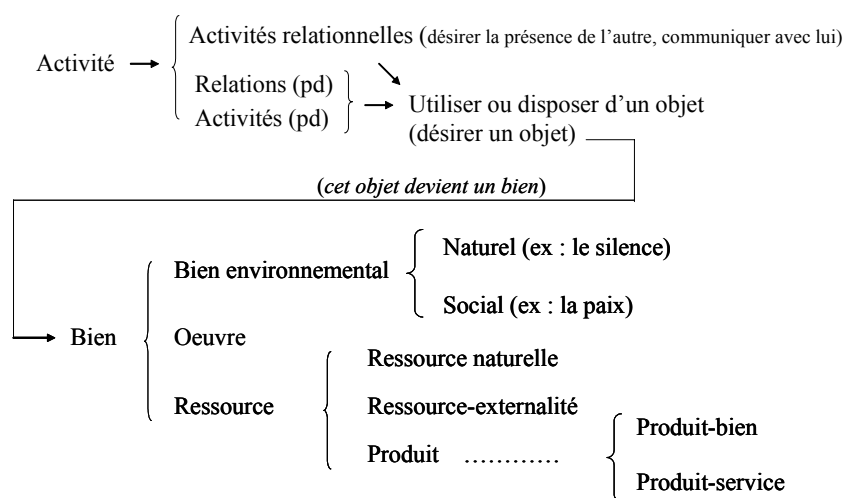 Activités relationnelles (désirer la présence de l’autre, communiquer avec lui)
Activité
Relations (pd)
Activités (pd)
Utiliser ou disposer d’un objet
(désirer un objet)
(cet objet devient un bien)
Naturel (ex : le silence)
Bien environnemental
Social (ex : la paix)
Bien
Oeuvre
Ressource naturelle
Ressource
Ressource-externalité
Produit-bien
Produit ............
Produit-service